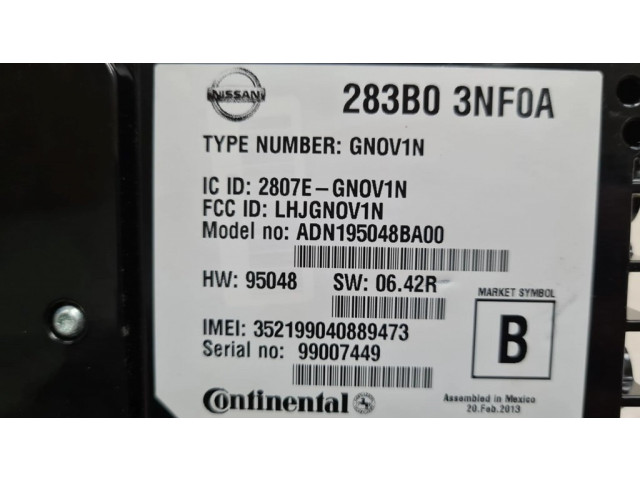 NISSAN
283B0 3NF0A
TYPE NUMBER: GNOV1N
IC ID: 2807E-GNOV1N
FCC ID: LHJGNOV1N
Model no: ADN195048BA00
HW: 95048 SW: 06.42R
MARKET SYMBOL
B
IMEI: 352199040889473
Serial no: 99007449
Continental
Assembled in Mexico
20.Feb.2013